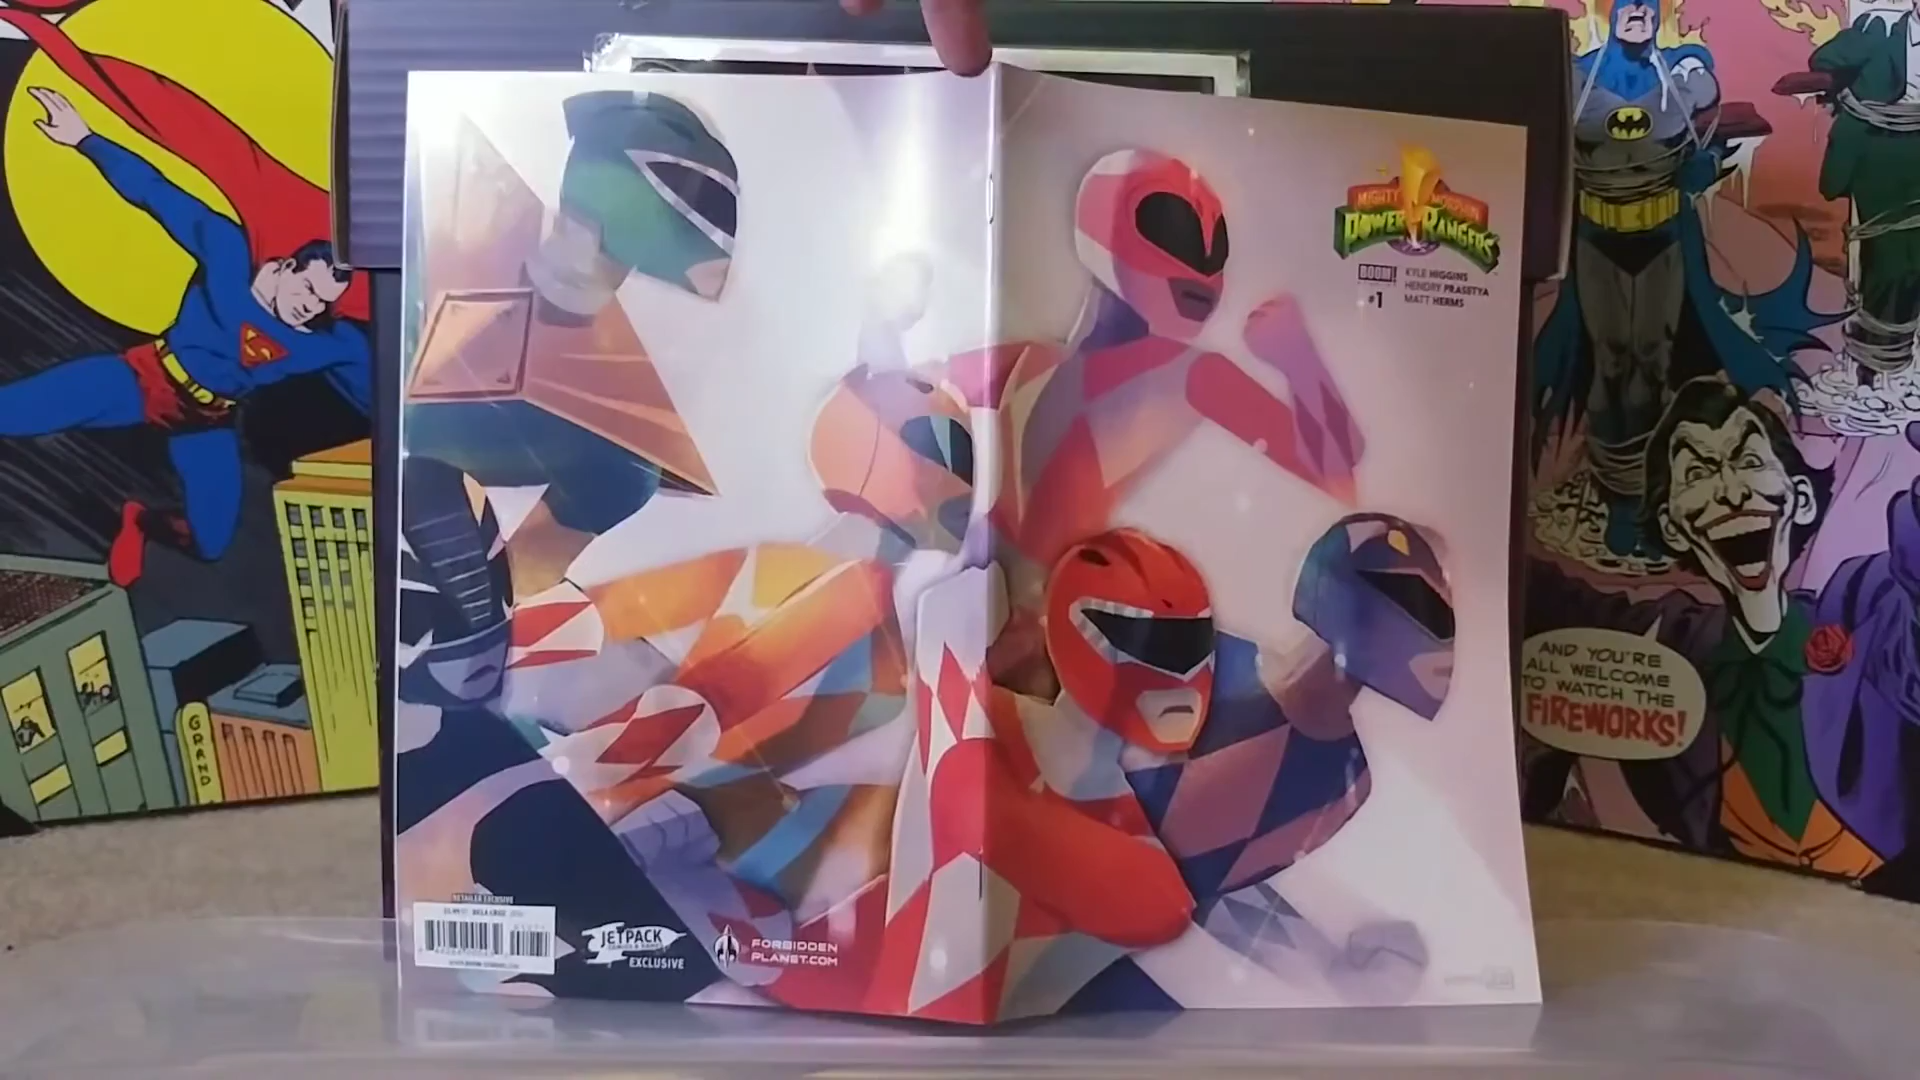 MIGHTY MORPHIN
POWER RANGERS
BOOM!
KYLE HIGGINS
HENDRY PRASETYA
#1
MATT HERMS
GRAND
AND YOU'RE
ALL WELCOME
TO WATCH THE
FIREWORKS!
RETAILER EXCLUSIVE
JETPACK
COMICS & GAMES
EXCLUSIVE
FORBIDDEN
PLANET.COM